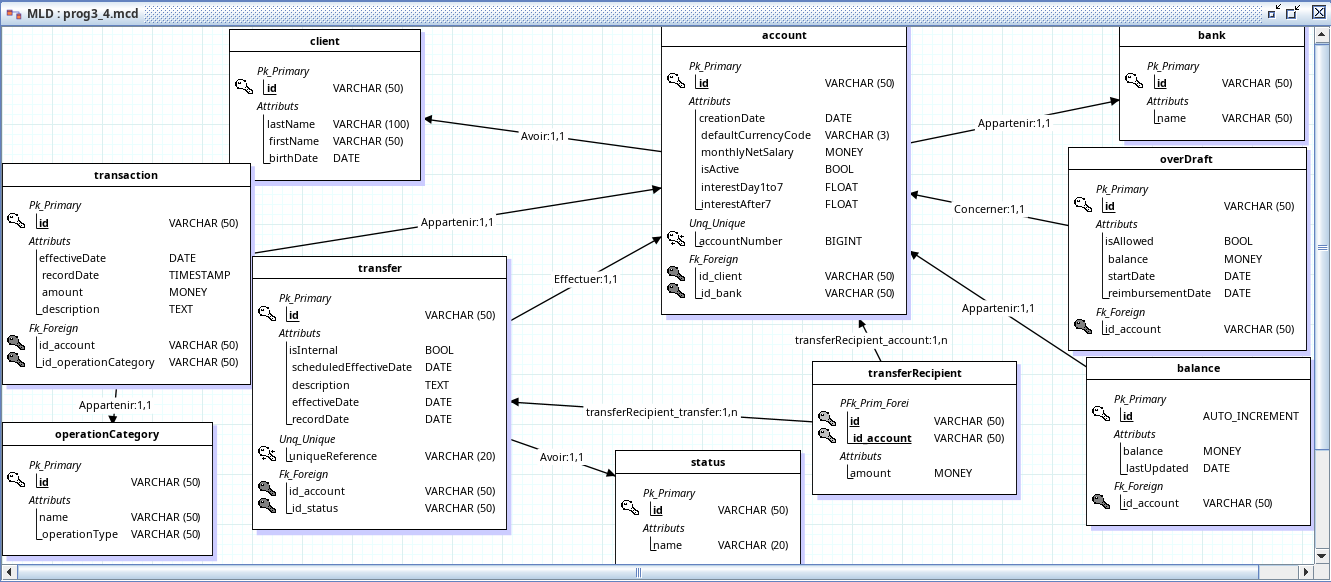 MLD : prog3_4.mcd
client
Pk_Primary
id VARCHAR (50)
Attributs
lastName VARCHAR (100)
firstName VARCHAR (50)
birthDate DATE
account
Pk_Primary
id VARCHAR (50)
Attributs
creationDate DATE
defaultCurrencyCode VARCHAR (3)
monthlyNetSalary MONEY
isActive BOOL
interestDay1to7 FLOAT
interestAfter7 FLOAT
Unq_Unique
accountNumber BIGINT
Fk_Foreign
id_client VARCHAR (50)
id_bank VARCHAR (50)
bank
Pk_Primary
id VARCHAR (50)
Attributs
name VARCHAR (50)
Avoir:1,1
Appartenir:1,1
transaction
Pk_Primary
id VARCHAR (50)
Attributs
effectiveDate DATE
recordDate TIMESTAMP
amount MONEY
description TEXT
Fk_Foreign
id_account VARCHAR (50)
id_operationCategory VARCHAR (50)
Appartenir:1,1
Concerner:1,1
overDraft
Pk_Primary
id VARCHAR (50)
Attributs
isAllowed BOOL
balance MONEY
startDate DATE
reimbursementDate DATE
Fk_Foreign
id_account VARCHAR (50)
transfer
Pk_Primary
id VARCHAR (50)
Attributs
isInternal BOOL
scheduledEffectiveDate DATE
description TEXT
effectiveDate DATE
recordDate DATE
Unq_Unique
uniqueReference VARCHAR (20)
Fk_Foreign
id_account VARCHAR (50)
id_status VARCHAR (50)
Effectuer:1,1
Appartenir:1,1
transferRecipient_account:1,n
transferRecipient
PFk_Prim_Forei
id VARCHAR (50)
id_account VARCHAR (50)
Attributs
amount MONEY
balance
Pk_Primary
id AUTO_INCREMENT
Attributs
balance MONEY
lastUpdated DATE
Fk_Foreign
id_account VARCHAR (50)
Appartenir:1,1
transferRecipient_transfer:1,n
operationCategory
Pk_Primary
id VARCHAR (50)
Attributs
name VARCHAR (50)
operationType VARCHAR (50)
Avoir:1,1
status
Pk_Primary
id VARCHAR (50)
Attributs
name VARCHAR (20)